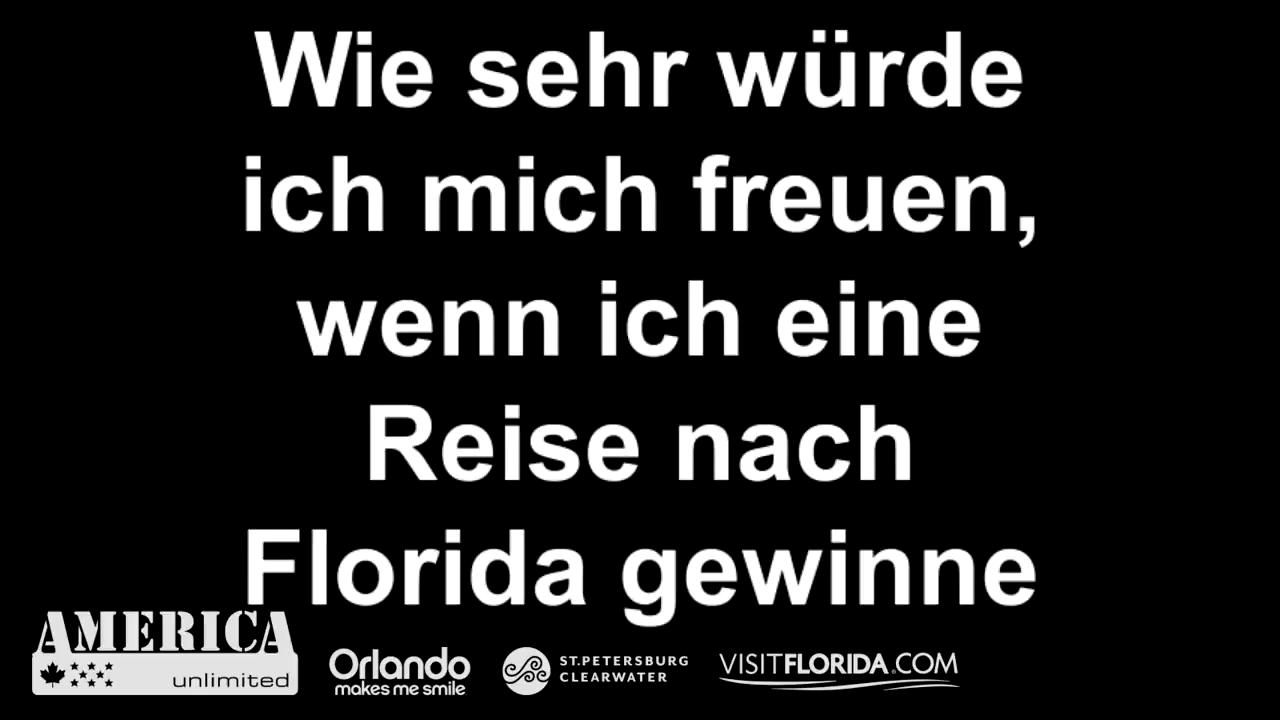 Wie sehr würde
ich mich freuen,
wenn ich eine
Reise nach
Florida gewinne
AMERICA
unlimited
Orlando
makes me smile
ST.PETERSBURG
CLEARWATER
VISITFLORIDA.COM